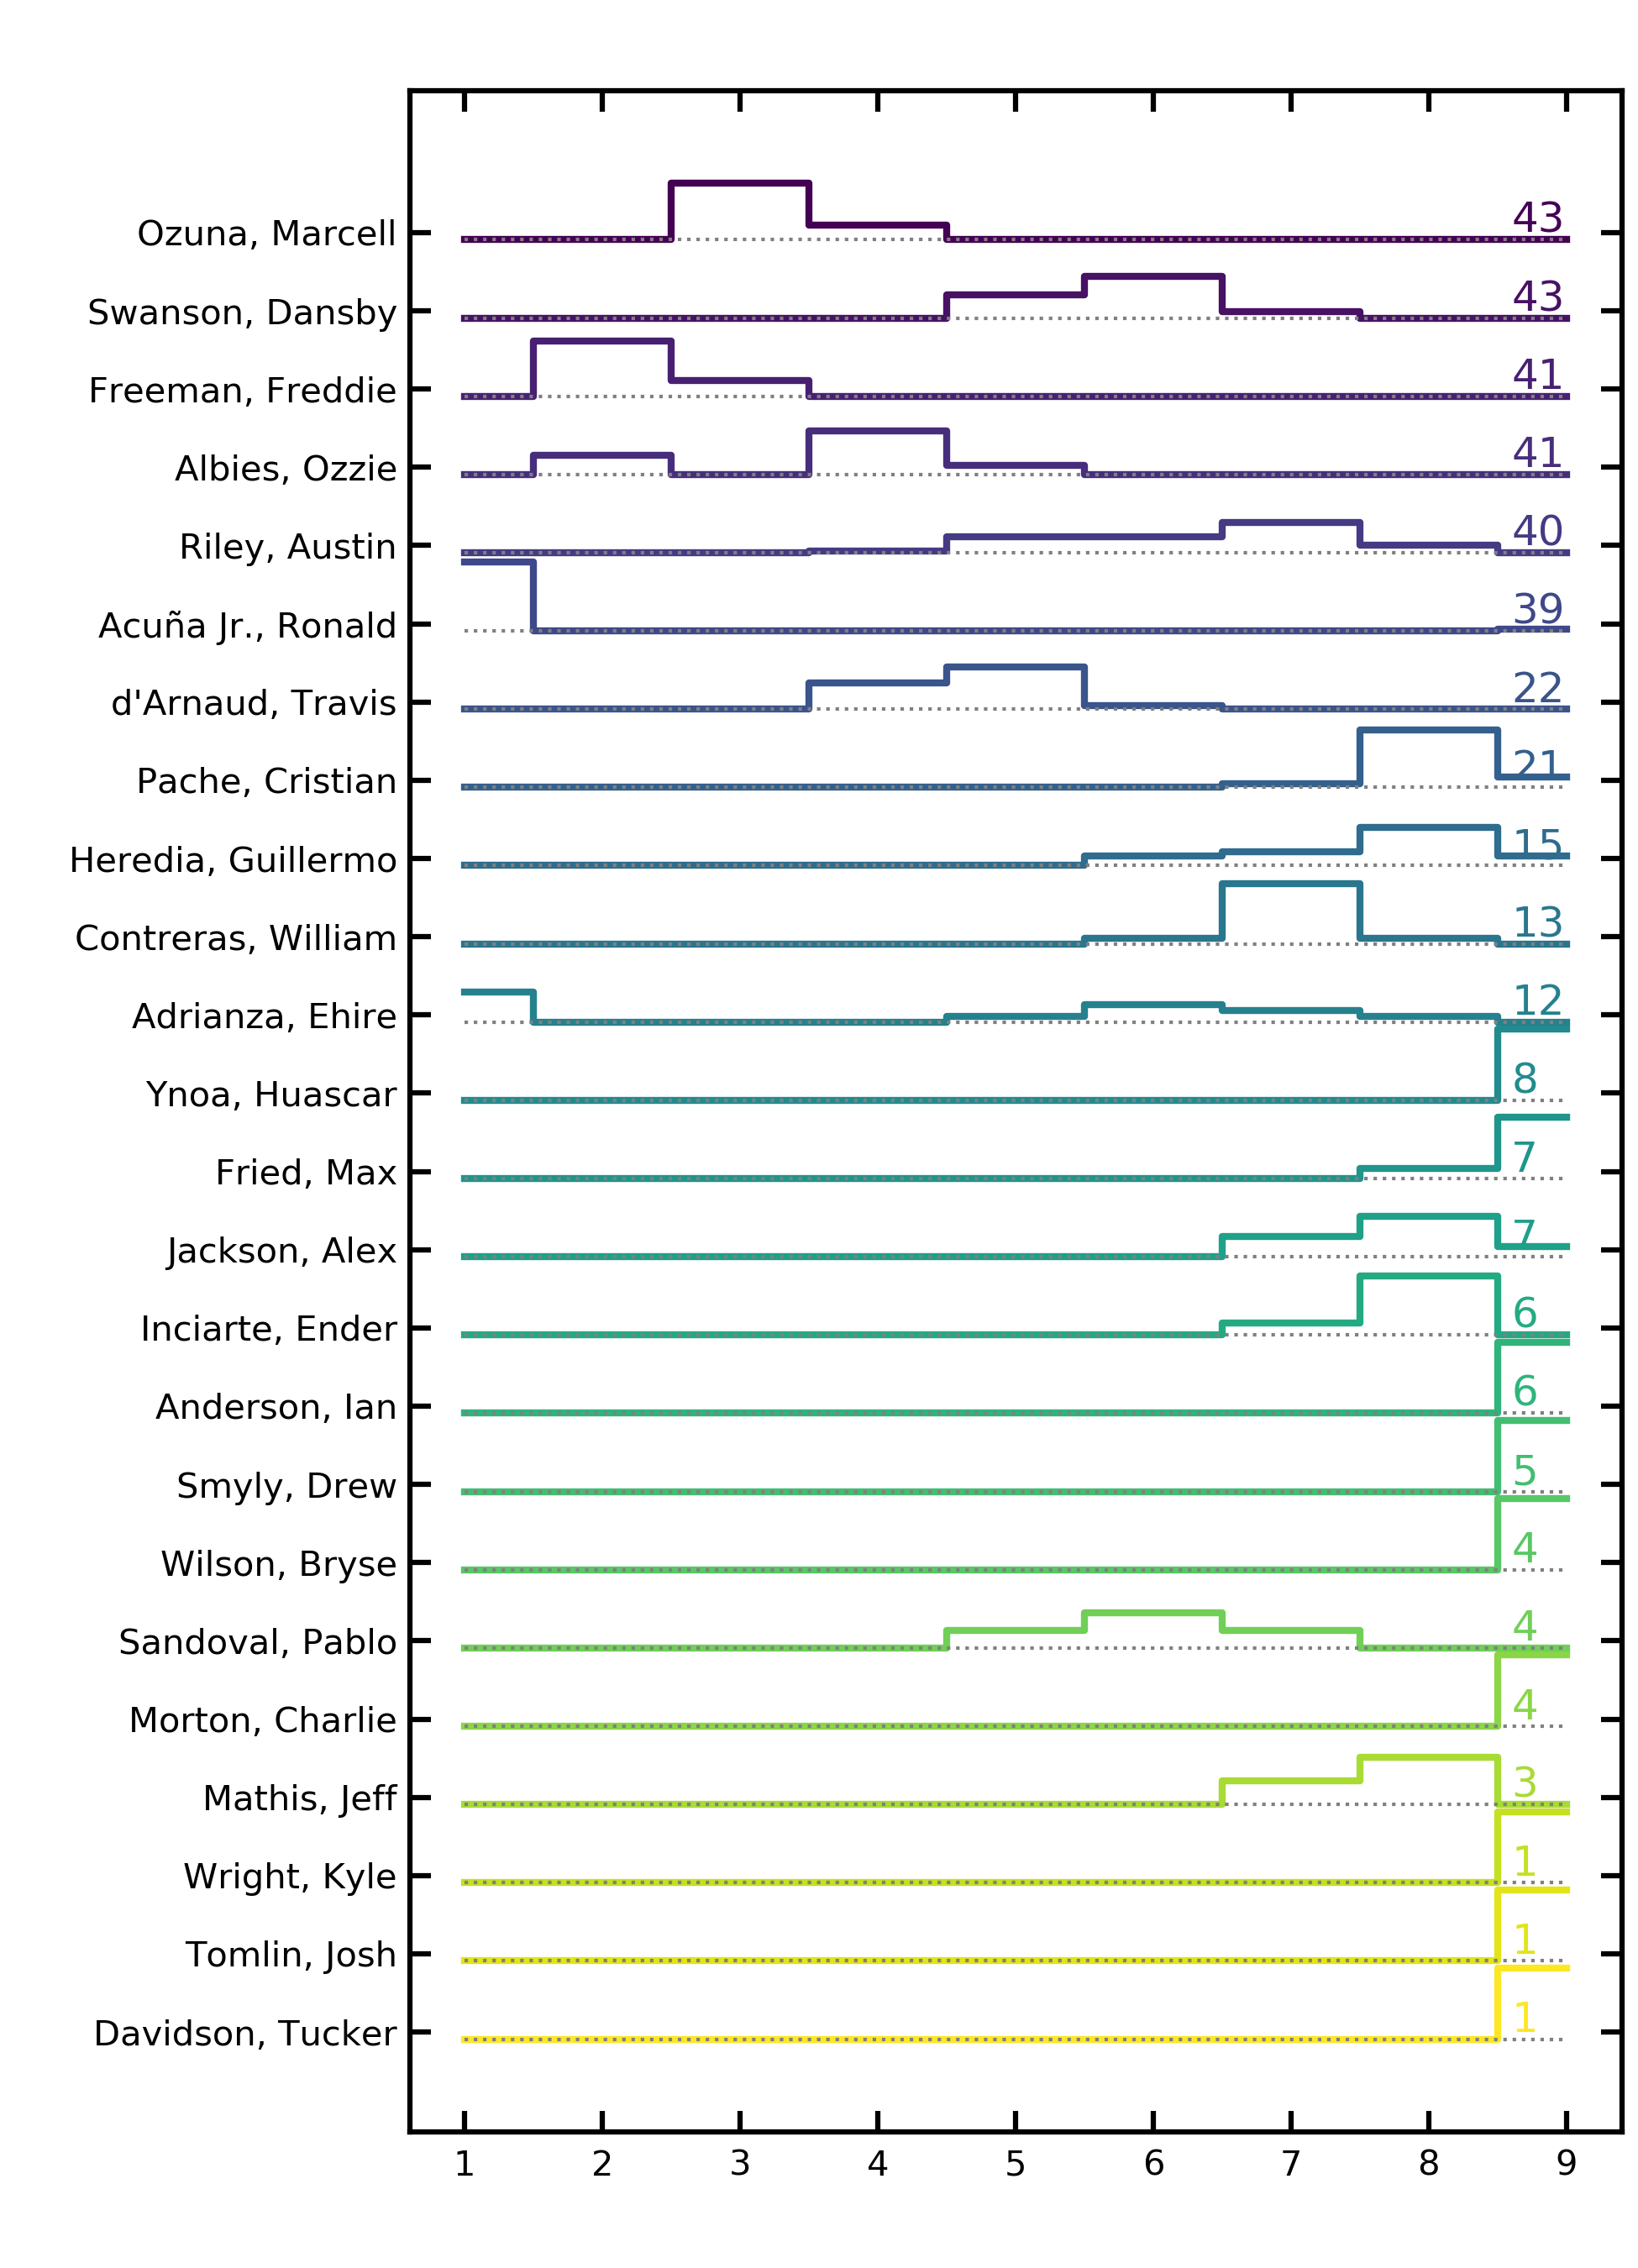 Ozuna, Marcell 43
Swanson, Dansby 43
Freeman, Freddie 41
Albies, Ozzie 41
Riley, Austin 40
Acuña Jr., Ronald 39
d'Arnaud, Travis 22
Pache, Cristian 21
Heredia, Guillermo 15
Contreras, William 13
Adrianza, Ehire 12
Ynoa, Huascar 8
Fried, Max 7
Jackson, Alex 7
Inciarte, Ender 6
Anderson, Ian 6
Smyly, Drew 5
Wilson, Bryse 4
Sandoval, Pablo 4
Morton, Charlie 4
Mathis, Jeff 3
Wright, Kyle 1
Tomlin, Josh 1
Davidson, Tucker 1
1 2 3 4 5 6 7 8 9